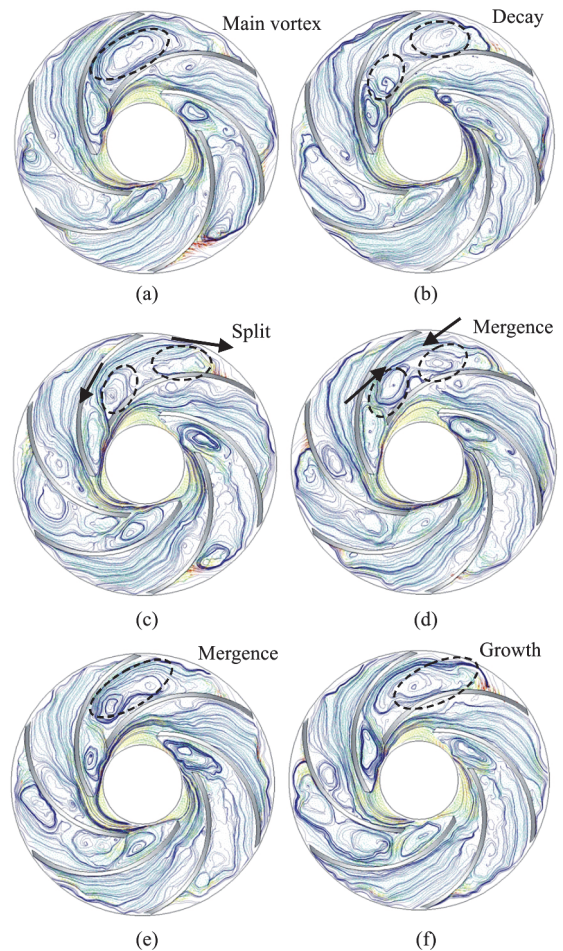 Main vortex
Decay
(a)
(b)
Split
Mergence
(c)
(d)
Mergence
Growth
(e)
(f)